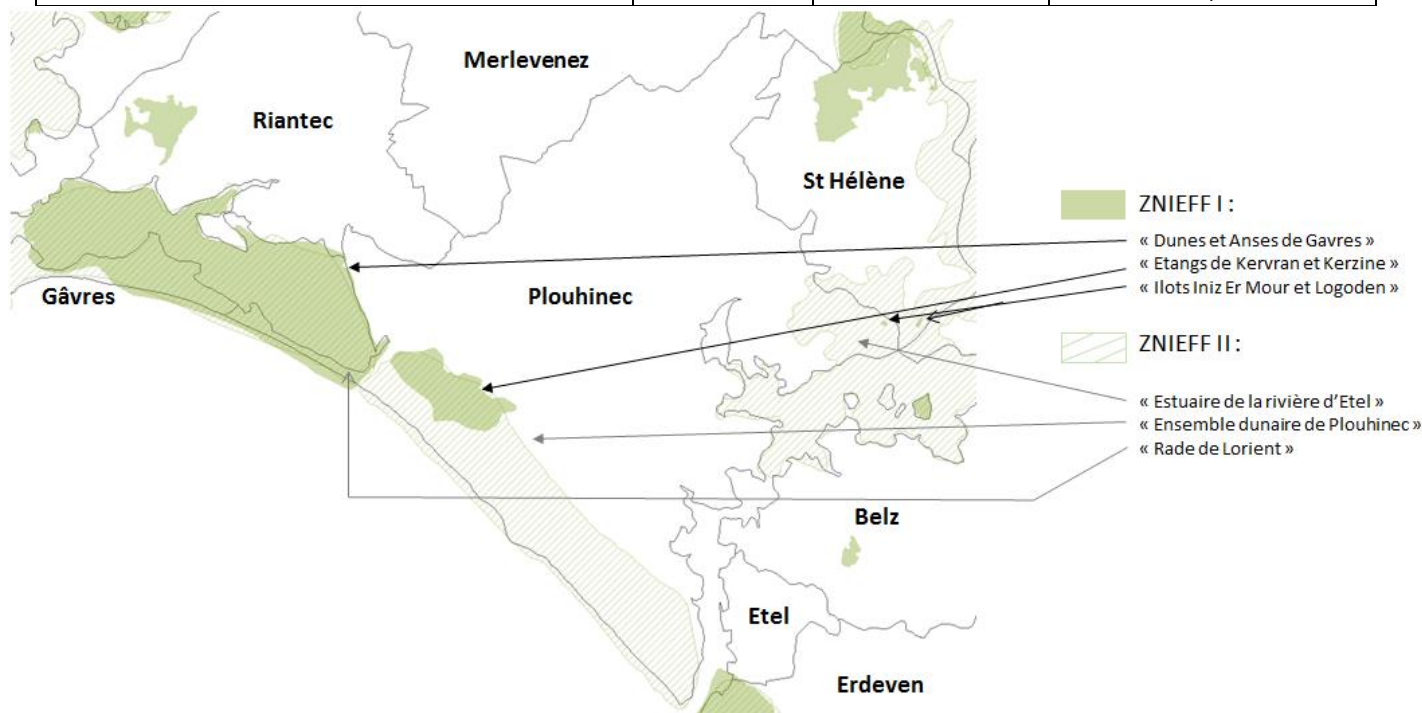 Merlevenez
Riantec
St Hélène
Gâvres
Plouhinec
Belz
Etel
Erdeven
ZNIEFF I :
« Dunes et Anses de Gavres »
« Etangs de Kervran et Kerzine »
« Ilots Iniz Er Mour et Logoden »
ZNIEFF II :
« Estuaire de la rivière d’Etel »
« Ensemble dunaire de Plouhinec »
« Rade de Lorient »